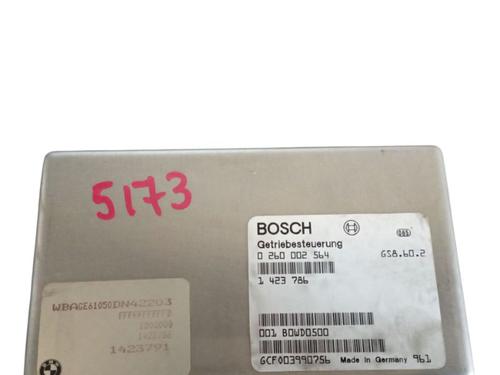 5173
BOSCH
Getriebesteuerung
0 260 002 564 GS8.60.2
1 423 786
001 BOWD0500
GCF003990756 Made in Germany 961
WBAGE61050DN42203
1423791